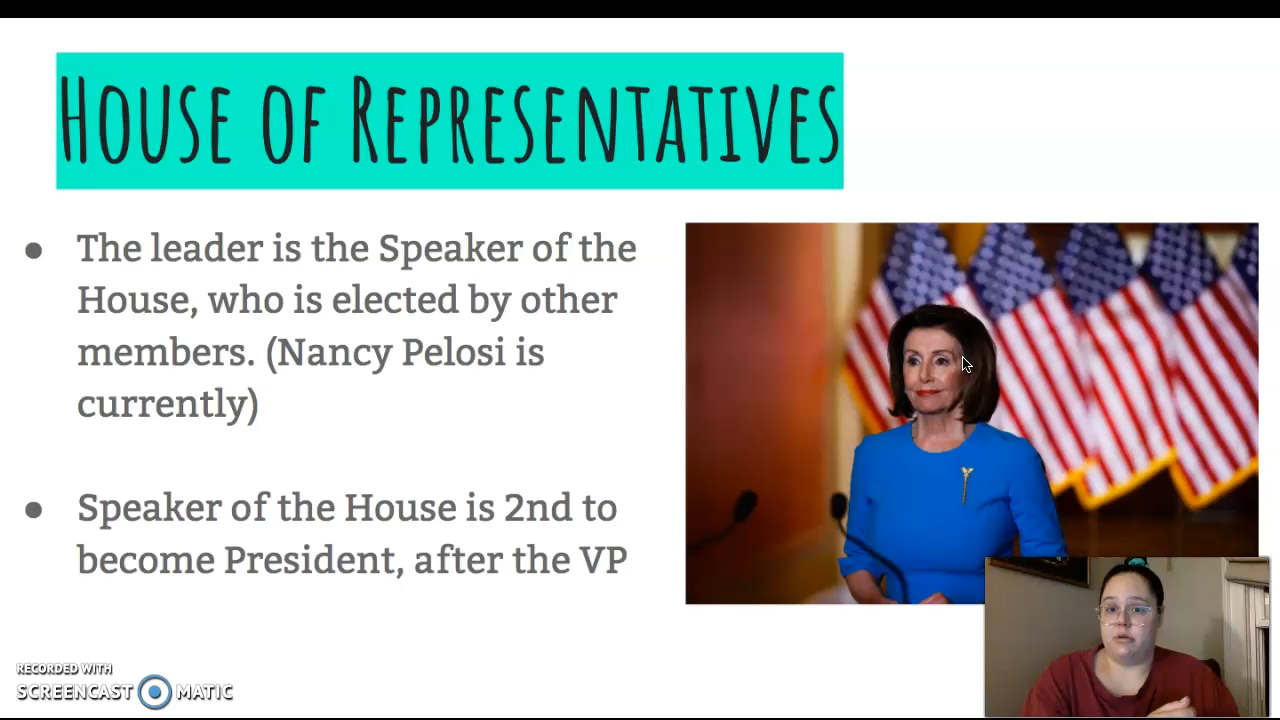 House of Representatives
● The leader is the Speaker of the
House, who is elected by other
members. (Nancy Pelosi is
currently)
● Speaker of the House is 2nd to
become President, after the VP
RECORDED WITH
SCREENCAST MATIC